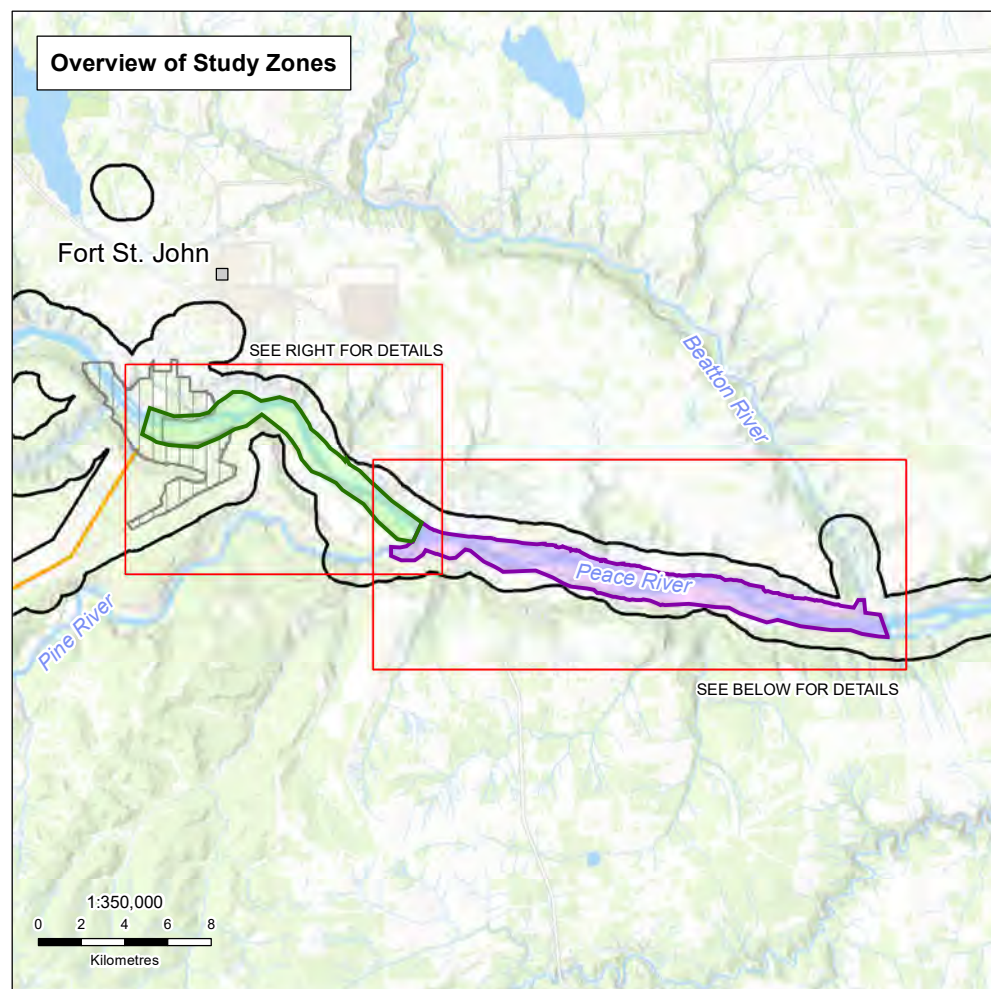 Overview of Study Zones
Fort St. John
SEE RIGHT FOR DETAILS
Beatton River
Peace River
Pine River
SEE BELOW FOR DETAILS
1:350,000
0 2 4 6 8
Kilometres